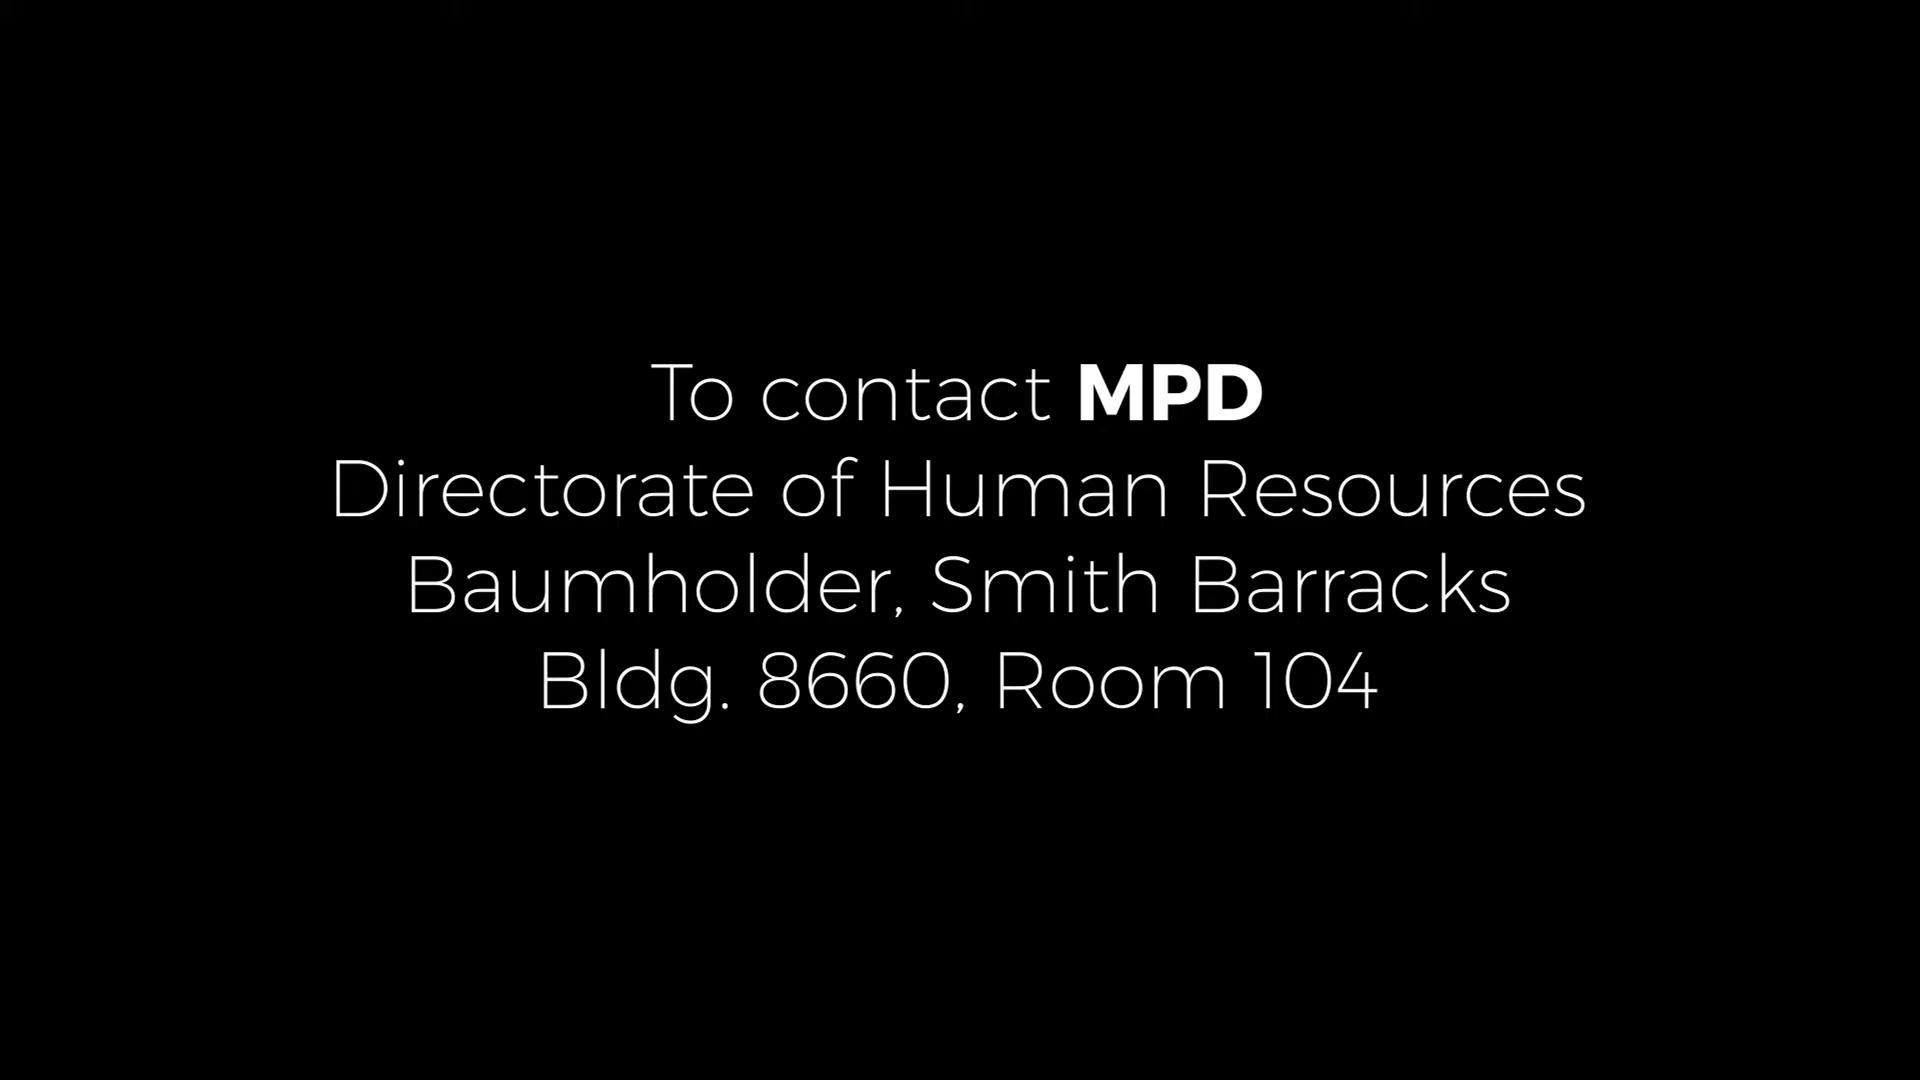 To contact MPD
Directorate of Human Resources
Baumholder, Smith Barracks
Bldg. 8660, Room 104